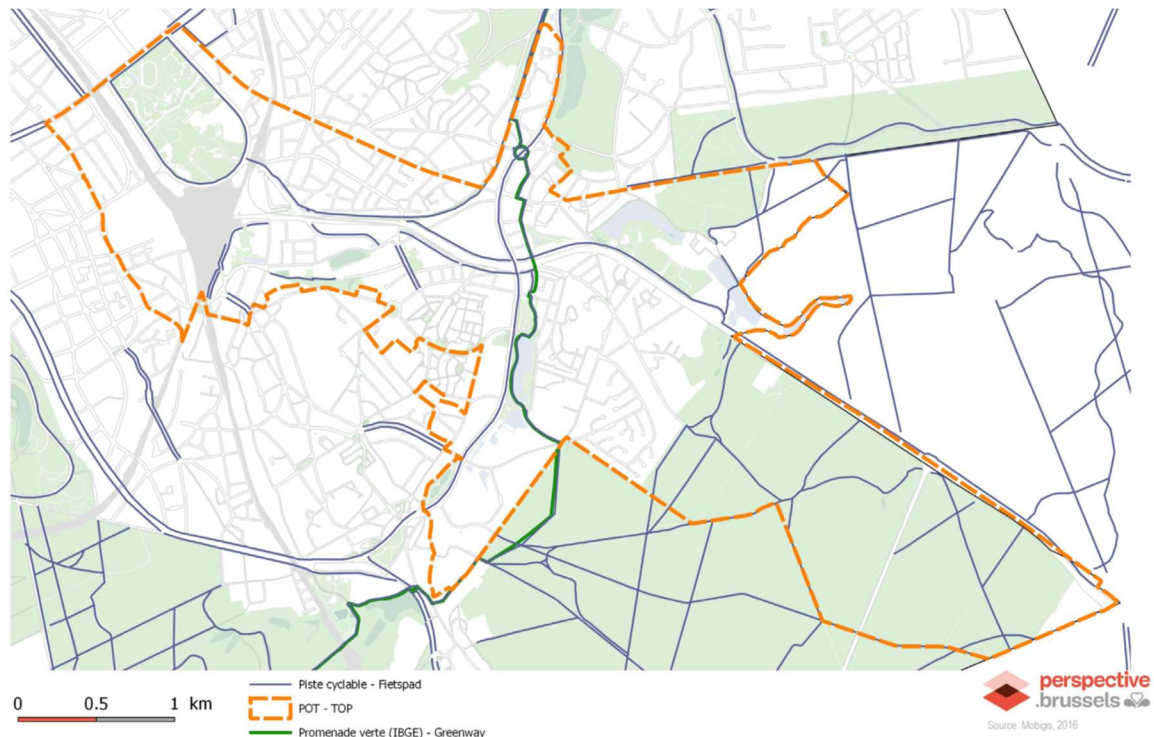 0 0.5 1 km
Piste cyclable - Fietspad
POT - TOP
Promenade verte (IBGE) - Greenway
perspective
.brussels
Source: Mobigis, 2016